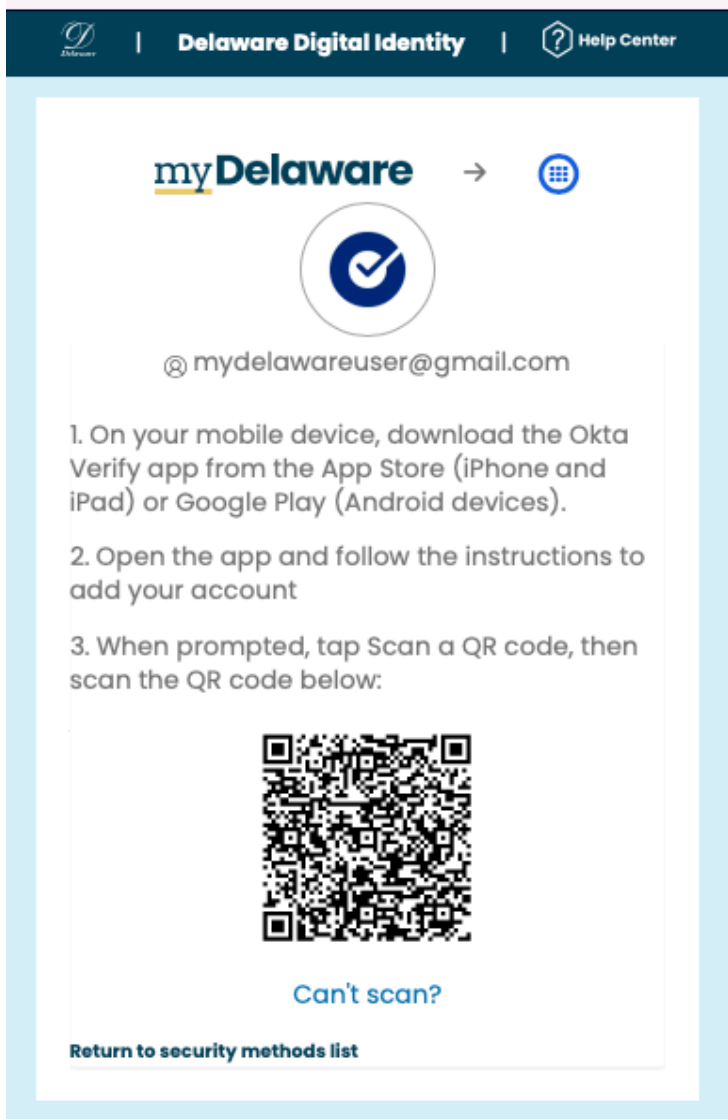 Delaware | Delaware Digital Identity | ? Help Center
myDelaware →
mydelawareuser@gmail.com
1. On your mobile device, download the Okta
Verify app from the App Store (iPhone and
iPad) or Google Play (Android devices).
2. Open the app and follow the instructions to
add your account
3. When prompted, tap Scan a QR code, then
scan the QR code below:
Can't scan?
Return to security methods list